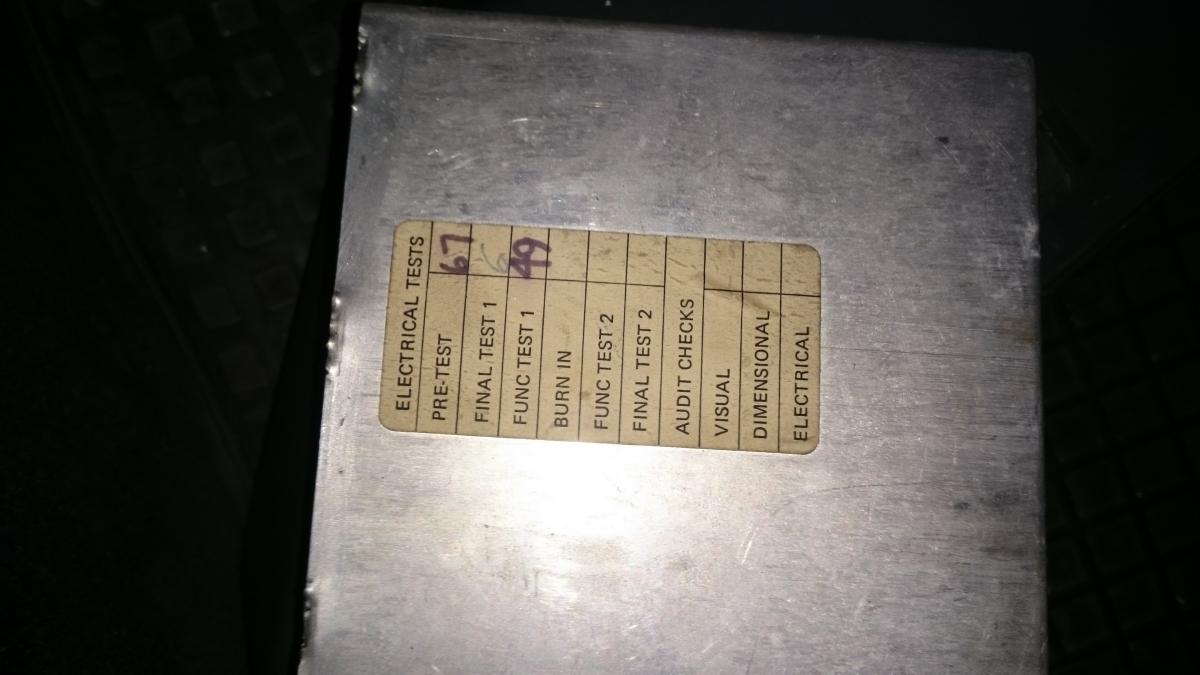 ELECTRICAL TESTS
PRE-TEST 67
FINAL TEST 1 6
FUNC TEST 1 49
BURN IN
FUNC TEST 2
FINAL TEST 2
AUDIT CHECKS
VISUAL
DIMENSIONAL
ELECTRICAL